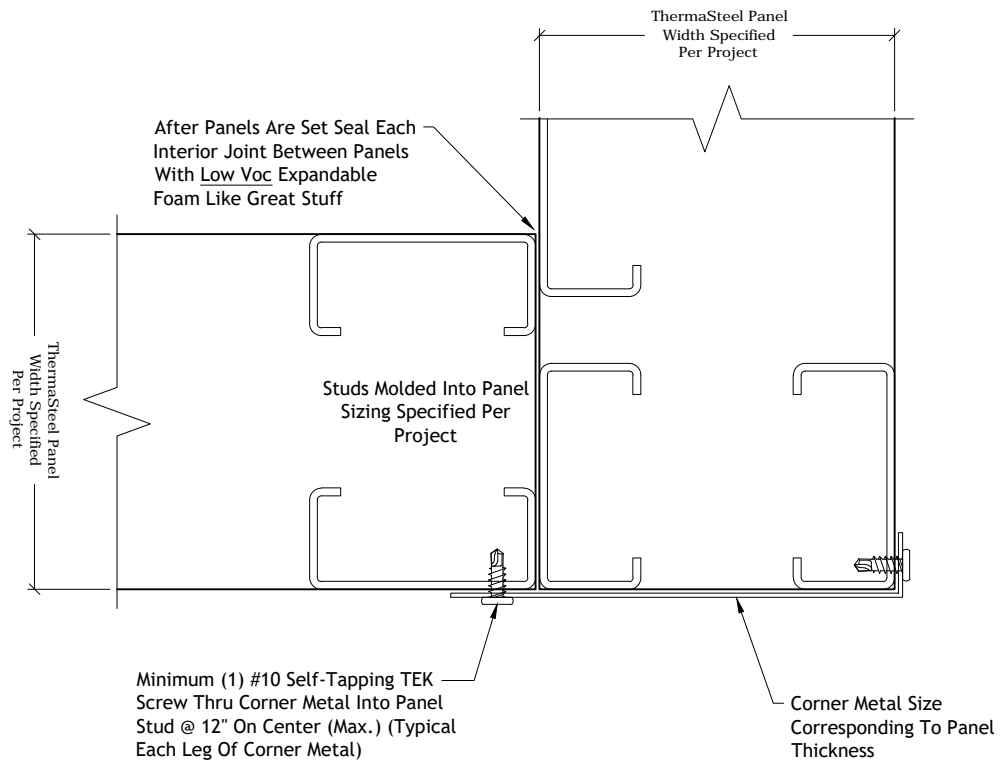 ThermaSteel Panel
Width Specified
Per Project
After Panels Are Set Seal Each
Interior Joint Between Panels
With Low Voc Expandable
Foam Like Great Stuff
ThermaSteel Panel
Width Specified
Per Project
Studs Molded Into Panel
Sizing Specified Per
Project
Minimum (1) #10 Self-Tapping TEK
Screw Thru Corner Metal Into Panel
Stud @ 12" On Center (Max.) (Typical
Each Leg Of Corner Metal)
Corner Metal Size
Corresponding To Panel
Thickness